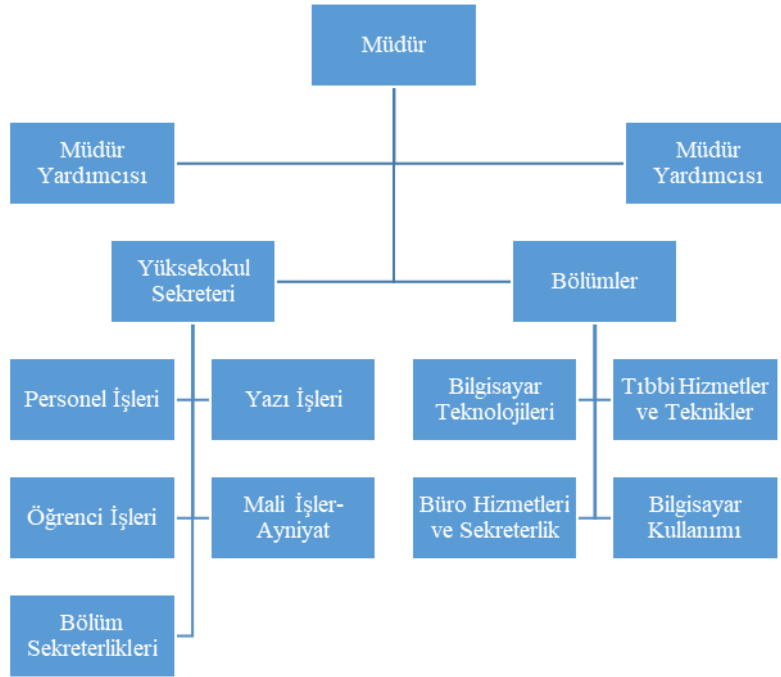 Müdür
Müdür
Yardımcısı
Müdür
Yardımcısı
Yüksekokul
Sekreteri
Bölümler
Personel İşleri
Yazı İşleri
Bilgisayar
Teknolojileri
Tıbbi Hizmetler
ve Teknikler
Öğrenci İşleri
Mali İşler-
Ayniyat
Büro Hizmetleri
ve Sekreterlik
Bilgisayar
Kullanımı
Bölüm
Sekreterlikleri